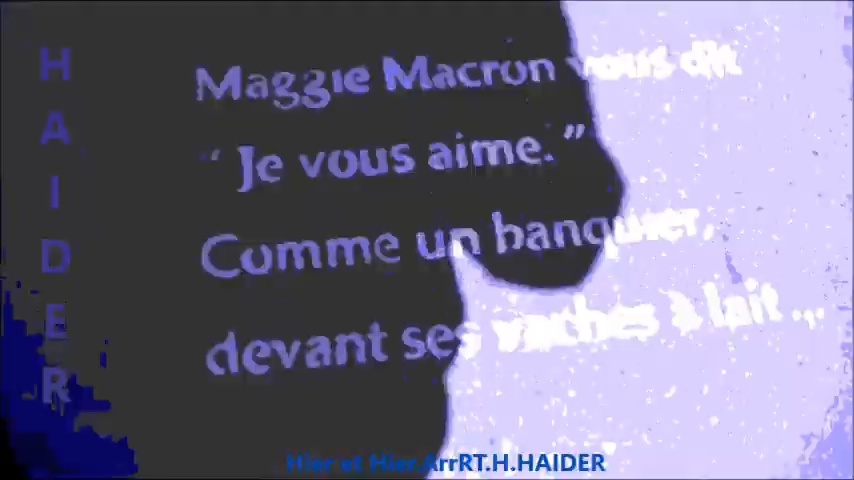 HAIDER
Maggie Macron vous dit
“ Je vous aime. ”
Comme un banquier,
devant ses vaches à lait ...
Hier et Hier.ArrRT.H.HAIDER